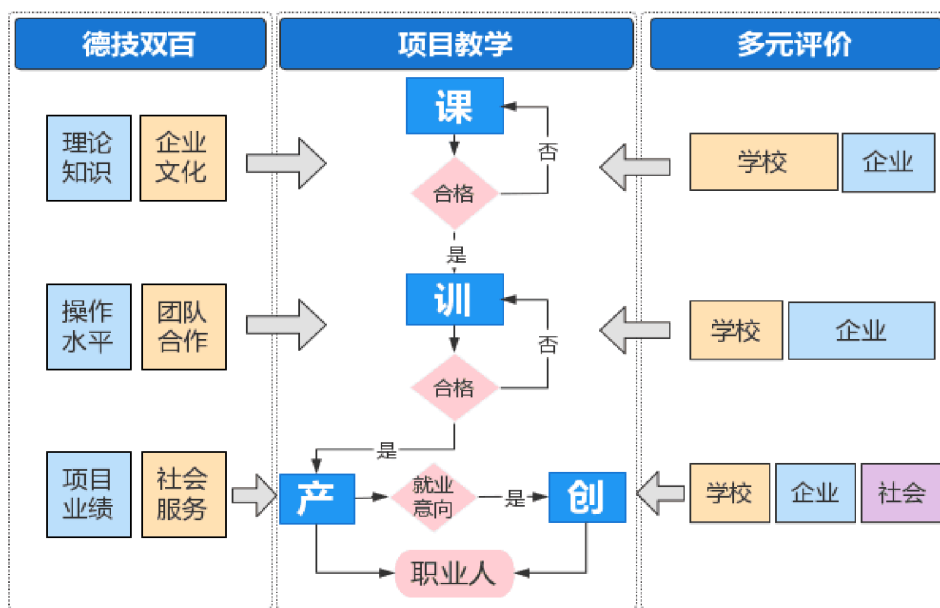 德技双百
项目教学
多元评价
理论
知识
企业
文化
课
否
合格
是
学校
企业
操作
水平
团队
合作
训
否
合格
是
学校
企业
项目
业绩
社会
服务
产
就业
意向
是
创
职业人
学校
企业
社会